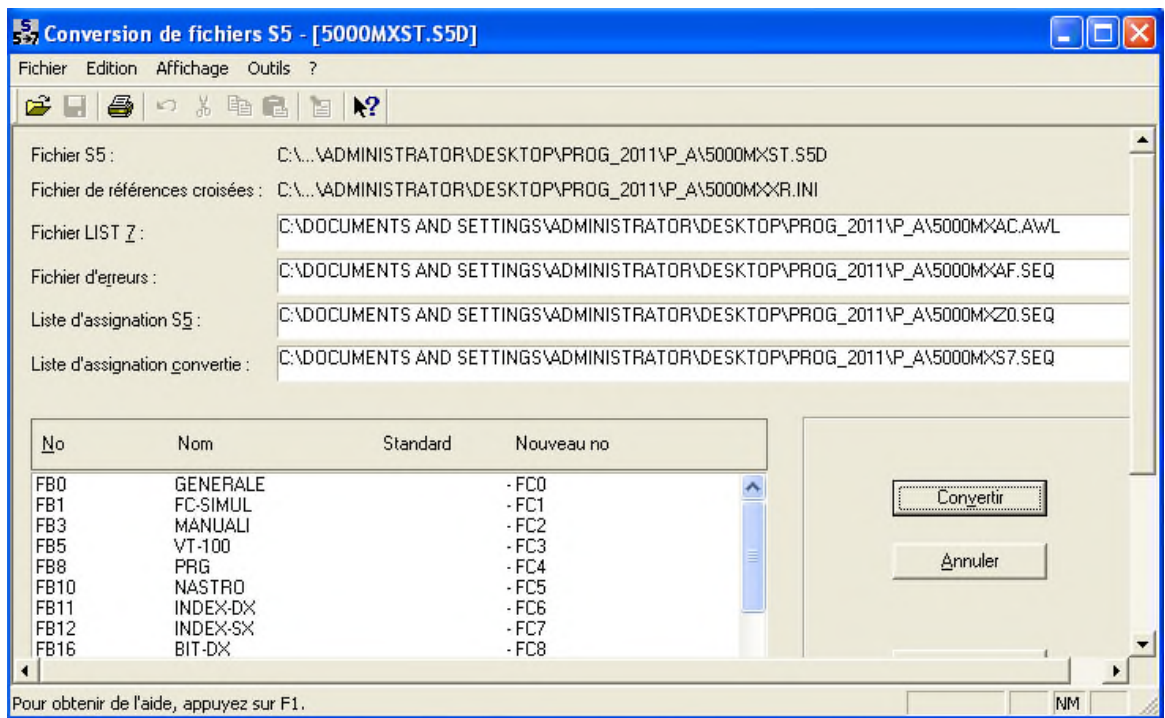 Conversion de fichiers S5 - [5000MXST.S5D]
Fichier Edition Affichage Outils ?
Fichier S5 : C:\...\ADMINISTRATOR\DESKTOP\PROG_2011\P_A\5000MXST.S5D
Fichier de références croisées : C:\...\ADMINISTRATOR\DESKTOP\PROG_2011\P_A\5000MXXR.INI
Fichier LIST 7 : C:\DOCUMENTS AND SETTINGS\ADMINISTRATOR\DESKTOP\PROG_2011\P_A\5000MXAC.AWL
Fichier d'erreurs : C:\DOCUMENTS AND SETTINGS\ADMINISTRATOR\DESKTOP\PROG_2011\P_A\5000MXAF.SEQ
Liste d'assignation S5 : C:\DOCUMENTS AND SETTINGS\ADMINISTRATOR\DESKTOP\PROG_2011\P_A\5000MXZ0.SEQ
Liste d'assignation convertie : C:\DOCUMENTS AND SETTINGS\ADMINISTRATOR\DESKTOP\PROG_2011\P_A\5000MXS7.SEQ
No Nom Standard Nouveau no
FB0 GENERALE - FC0
FB1 FC-SIMUL - FC1
FB3 MANUALI - FC2
FB5 VT-100 - FC3
FB8 PRG - FC4
FB10 NASTRO - FC5
FB11 INDEX-DX - FC6
FB12 INDEX-SX - FC7
FB16 BIT-DX - FC8
Convertir
Annuler
Pour obtenir de l'aide, appuyez sur F1.
NM